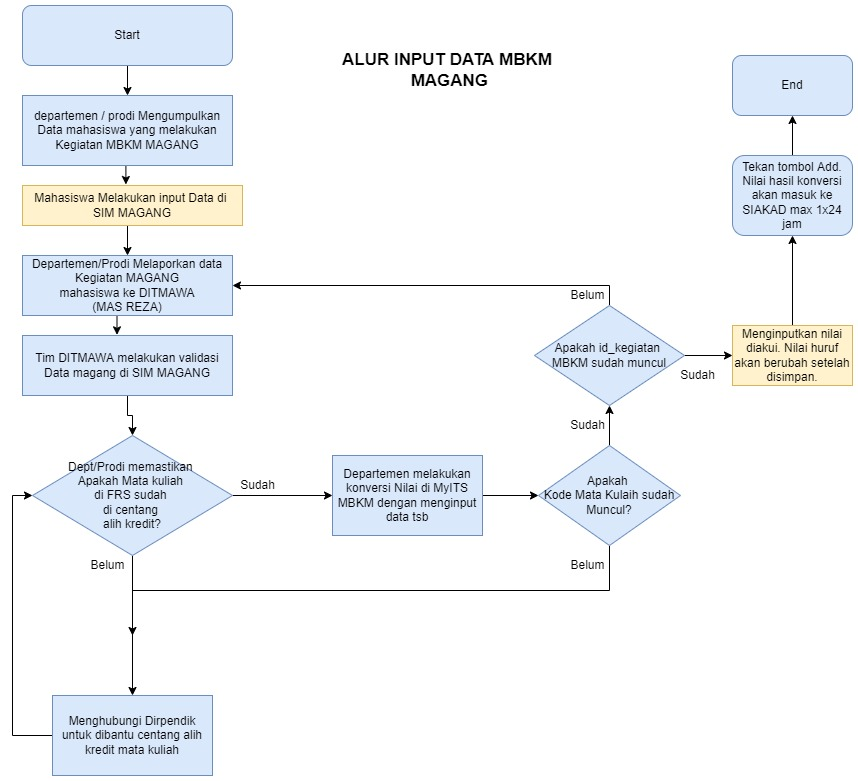 Start
ALUR INPUT DATA MBKM
MAGANG
End
departemen / prodi Mengumpulkan
Data mahasiswa yang melakukan
Kegiatan MBKM MAGANG
Tekan tombol Add.
Nilai hasil konversi
akan masuk ke
SIAKAD max 1x24
jam
Mahasiswa Melakukan input Data di
SIM MAGANG
Departemen/Prodi Melaporkan data
Kegiatan MAGANG
mahasiswa ke DITMAWA
(MAS REZA)
Belum
Tim DITMAWA melakukan validasi
Data magang di SIM MAGANG
Apakah id_kegiatan
MBKM sudah muncul
Sudah
Menginputkan nilai
diakui. Nilai huruf
akan berubah setelah
disimpan.
Sudah
Dept/Prodi memastikan
Apakah Mata kuliah
di FRS sudah
di centang
alih kredit?
Sudah
Departemen melakukan
konversi Nilai di MyITS
MBKM dengan menginput
data tsb
Apakah
Kode Mata Kulaih sudah
Muncul?
Belum
Belum
Menghubungi Dirpendik
untuk dibantu centang alih
kredit mata kuliah